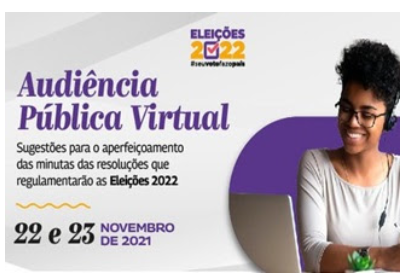 ELEIÇÕES
2022
#seuvotofazopaís
Audiência
Pública Virtual
Sugestões para o aperfeiçoamento
das minutas das resoluções que
regulamentarão as Eleições 2022
22 e 23 NOVEMBRO
DE 2021